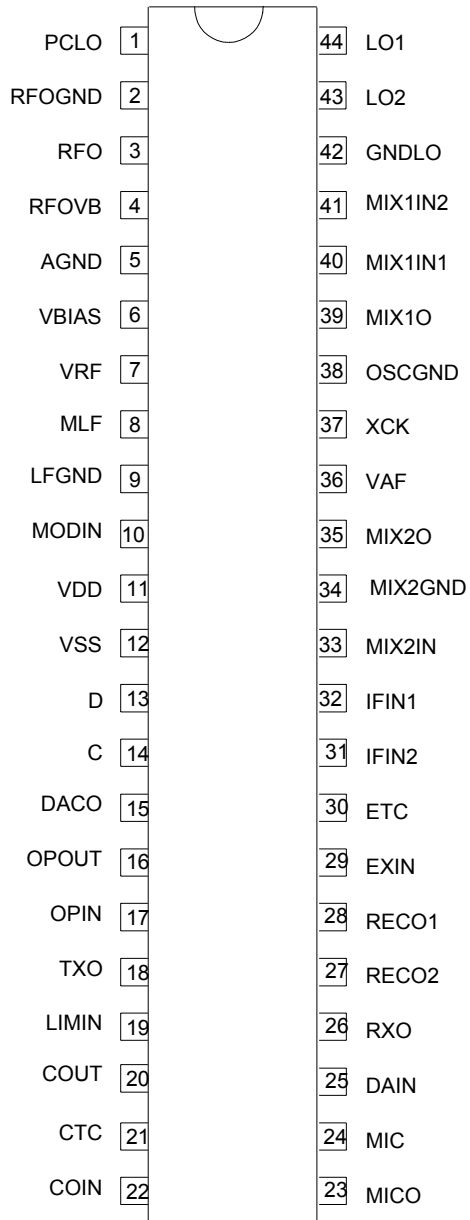 PCLO 1 44 LO1
RFOGND 2 43 LO2
RFO 3 42 GNDLO
RFOVB 4 41 MIX1IN2
AGND 5 40 MIX1IN1
VBIAS 6 39 MIX1O
VRF 7 38 OSCGND
MLF 8 37 XCK
LFGND 9 36 VAF
MODIN 10 35 MIX2O
VDD 11 34 MIX2GND
VSS 12 33 MIX2IN
D 13 32 IFIN1
C 14 31 IFIN2
DACO 15 30 ETC
OPOUT 16 29 EXIN
OPIN 17 28 RECO1
TXO 18 27 RECO2
LIMIN 19 26 RXO
COUT 20 25 DAIN
CTC 21 24 MIC
COIN 22 23 MICO